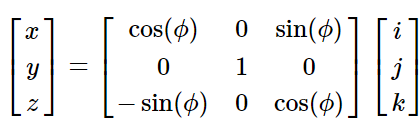 [x] = [cos(ϕ) 0 sin(ϕ)] [i]
[y] = [0 1 0] [j]
[z] = [− sin(ϕ) 0 cos(ϕ)] [k]